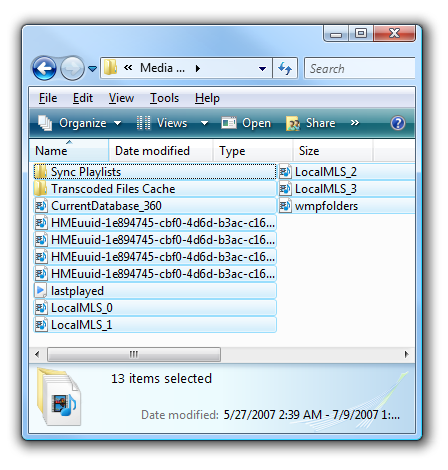 « Media ...
Search
File Edit View Tools Help
Organize Views Open Share »
Name Date modified Type Size
Sync Playlists
Transcoded Files Cache
CurrentDatabase_360
HMEuuid-1e894745-cbf0-4d6d-b3ac-c16...
HMEuuid-1e894745-cbf0-4d6d-b3ac-c16...
HMEuuid-1e894745-cbf0-4d6d-b3ac-c16...
HMEuuid-1e894745-cbf0-4d6d-b3ac-c16...
lastplayed
LocalMLS_0
LocalMLS_1
LocalMLS_2
LocalMLS_3
wmpfolders
13 items selected
Date modified: 5/27/2007 2:39 AM - 7/9/2007 1:...